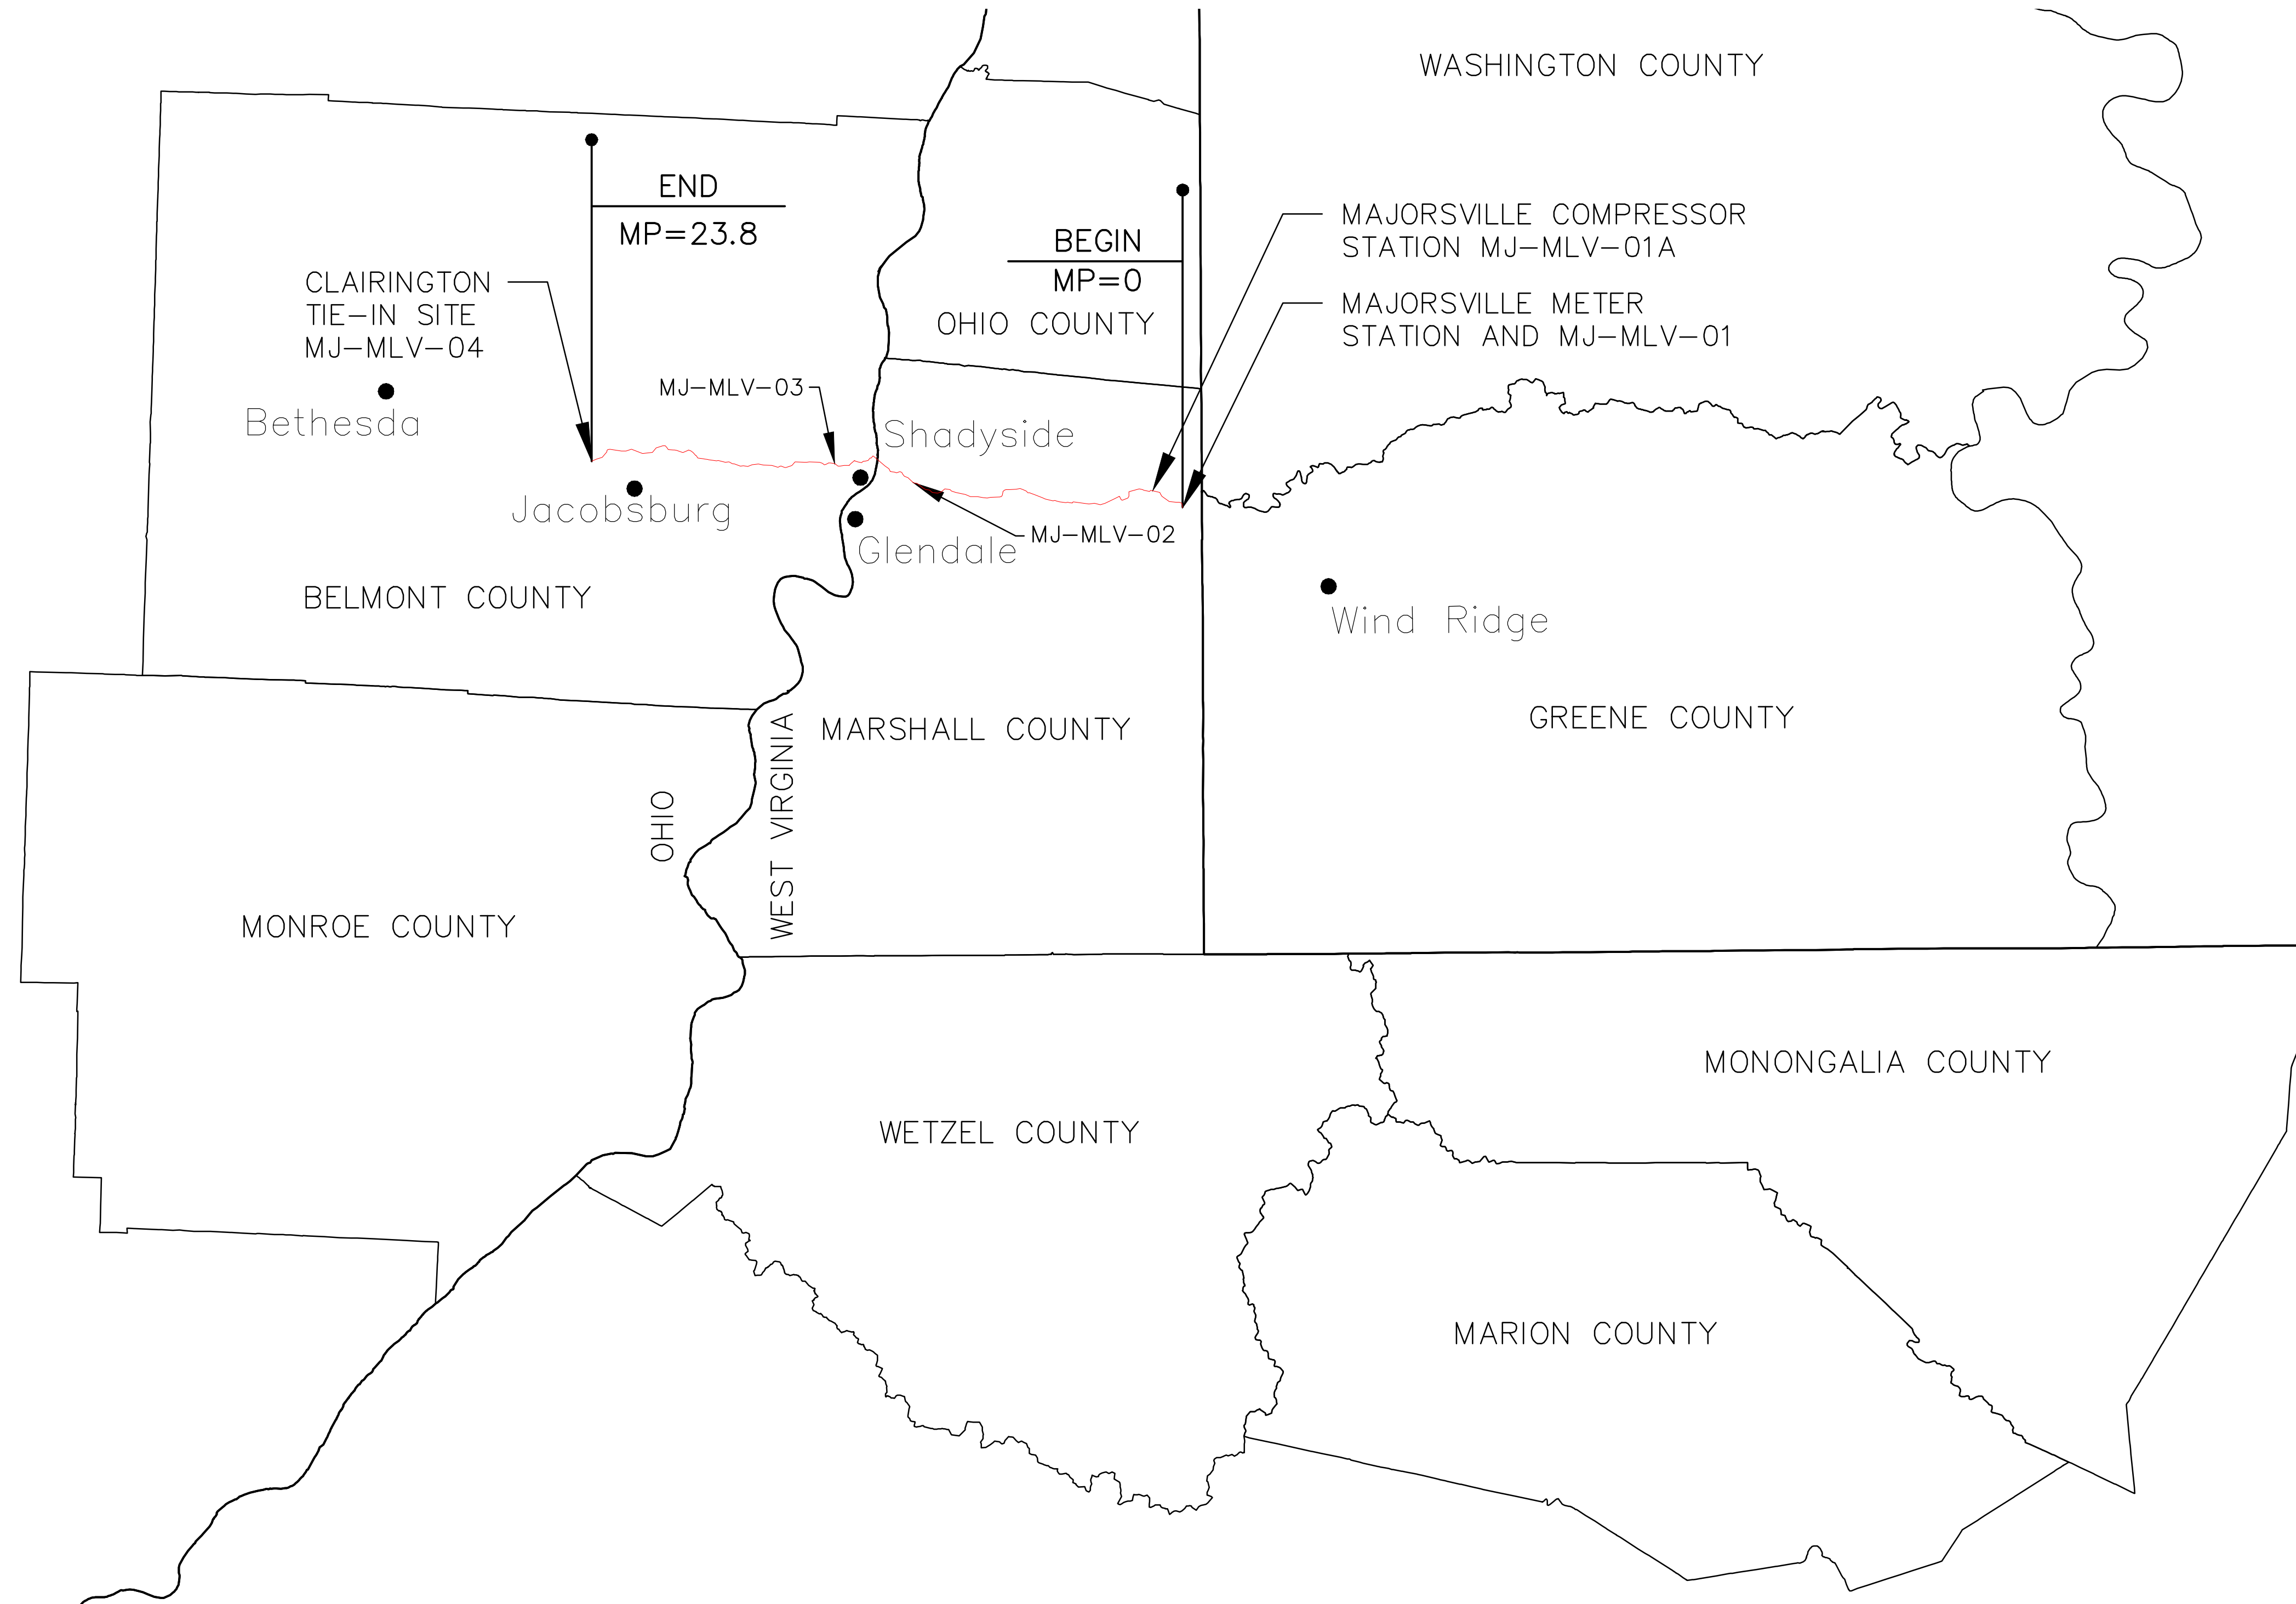 WASHINGTON COUNTY
END
MP=23.8
BEGIN
MP=0
OHIO COUNTY
MAJORSVILLE COMPRESSOR
STATION MJ-MLV-01A
MAJORSVILLE METER
STATION AND MJ-MLV-01
CLAIRINGTON
TIE-IN SITE
MJ-MLV-04
MJ-MLV-03
Bethesda
Shadyside
Jacobsburg
MJ-MLV-02
Glendale
BELMONT COUNTY
Wind Ridge
GREENE COUNTY
MARSHALL COUNTY
WEST VIRGINIA
OHIO
MONROE COUNTY
MONONGALIA COUNTY
WETZEL COUNTY
MARION COUNTY